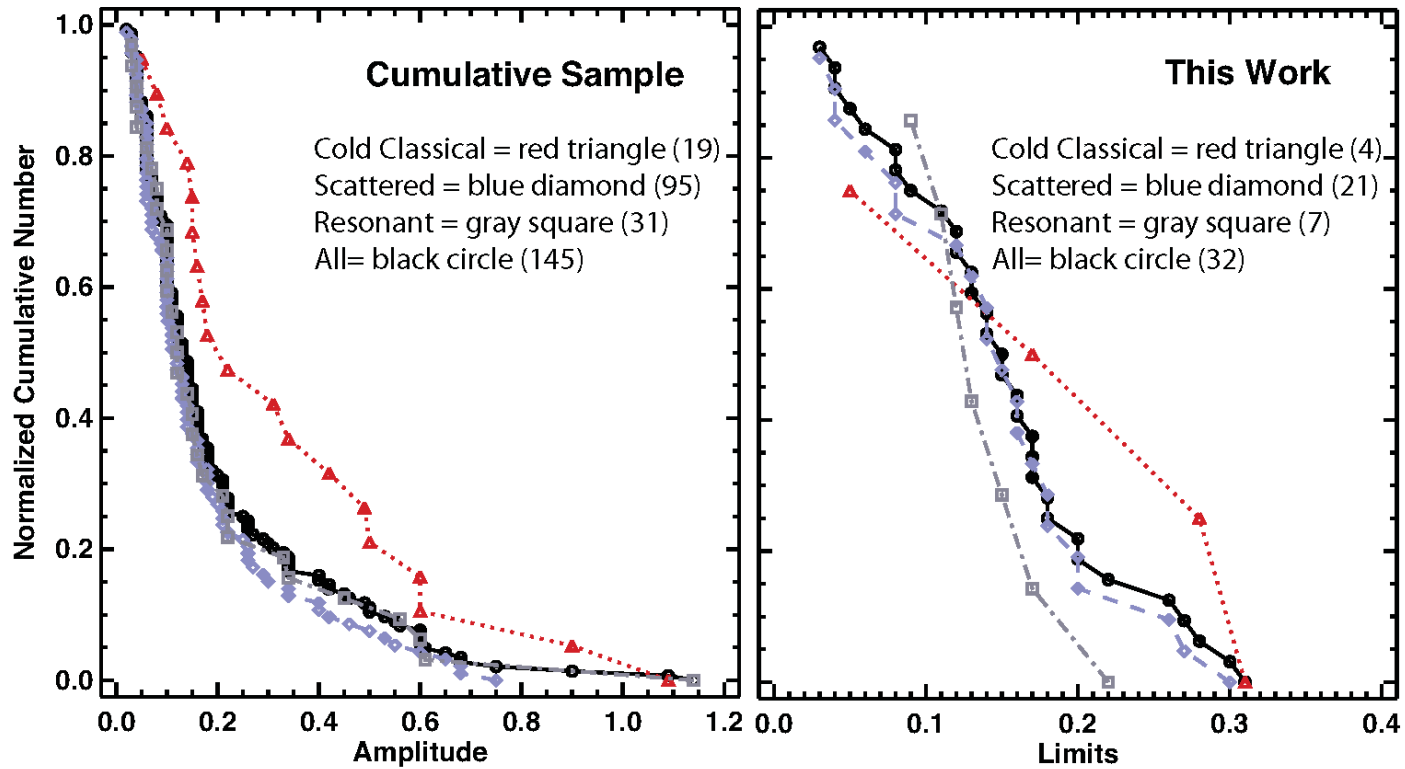 Cumulative Sample
Cold Classical = red triangle (19)
Scattered = blue diamond (95)
Resonant = gray square (31)
All= black circle (145)
Normalized Cumulative Number
1.0
0.8
0.6
0.4
0.2
0.0
0.0 0.2 0.4 0.6 0.8 1.0 1.2
Amplitude
This Work
Cold Classical = red triangle (4)
Scattered = blue diamond (21)
Resonant = gray square (7)
All= black circle (32)
0.0 0.1 0.2 0.3 0.4
Limits